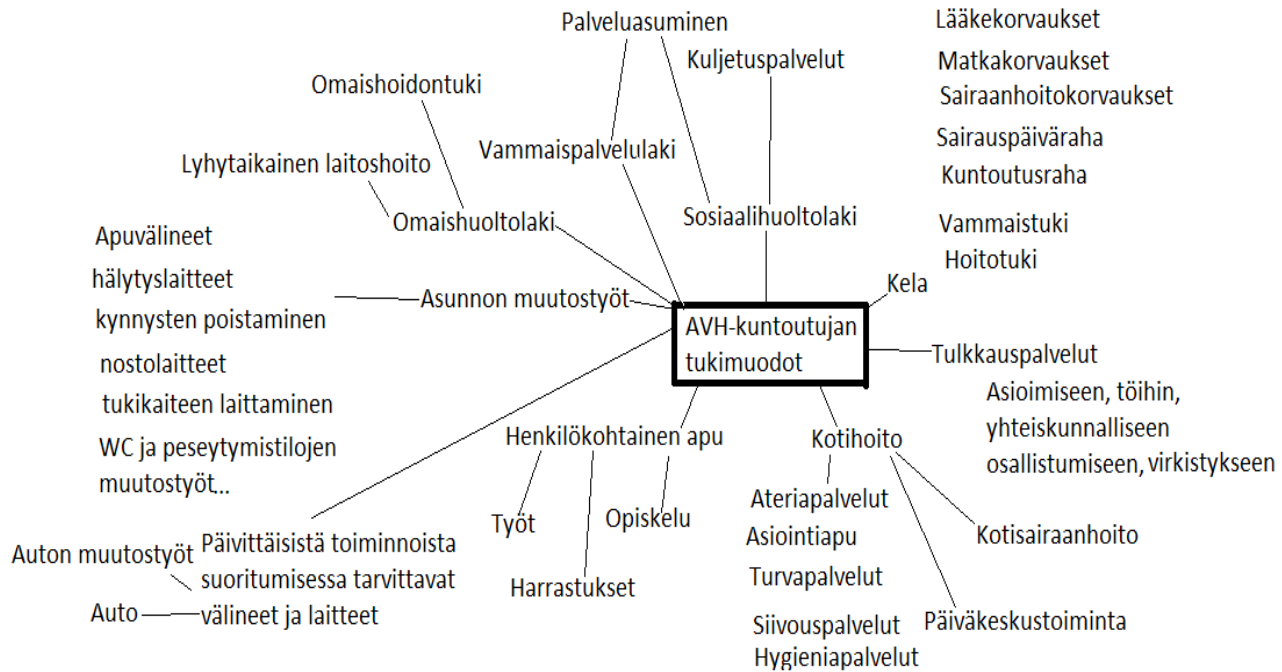 Palveluasuminen
Kuljetuspalvelut
Lääkekorvaukset
Matkakorvaukset
Sairaanhoitokorvaukset
Sairauspäiväraha
Kuntoutusraha
Vammaistuki
Hoitotuki
Kela
Omaishoidontuki
Vammaispalvelulaki
Lyhytaikainen laitoshoito
Omaishuoltolaki
Sosiaalihuoltolaki
Apuvälineet
hälytyslaitteet
kynnysten poistaminen
nostolaitteet
tukikaiteen laittaminen
WC ja peseytymistilojen
muutostyöt...
Asunnon muutostyöt
AVH-kuntoutujan
tukimuodot
Tulkkauspalvelut
Asioimiseen, töihin,
yhteiskunnalliseen
osallistumiseen, virkistykseen
Henkilökohtainen apu
Työt
Harrastukset
Opiskelu
Kotihoito
Ateriapalvelut
Asiointiapu
Turvapalvelut
Siivouspalvelut
Hygieniapalvelut
Kotisairaanhoito
Päiväkeskustoiminta
Auton muutostyöt
Auto
Päivittäisistä toiminnoista
suoritumisessa tarvittavat
välineet ja laitteet